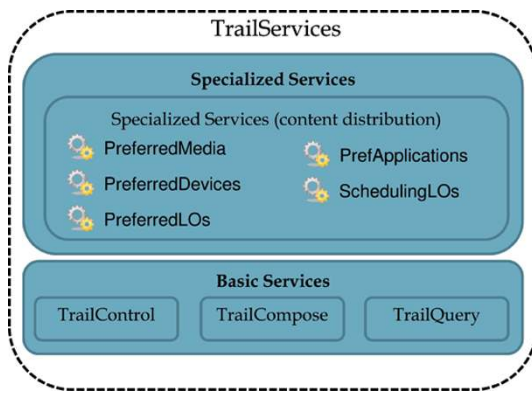 TrailServices
Specialized Services
Specialized Services (content distribution)
PreferredMedia
PrefApplications
PreferredDevices
SchedulingLOs
PreferredLOs
Basic Services
TrailControl
TrailCompose
TrailQuery